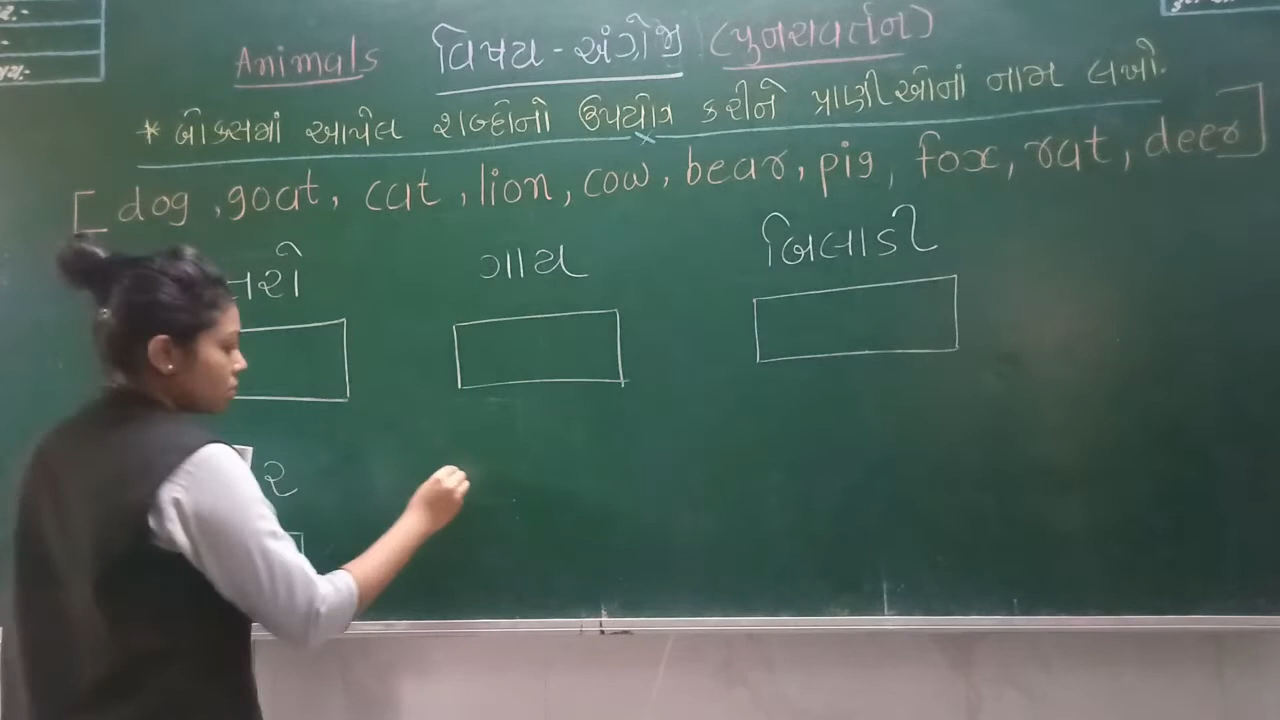 Animals વિષય - અંગ્રેજી (પુનરાવર્તન)
* બોક્સમાં આપેલ શબ્દોનો ઉપયોગ કરીને પ્રાણીઓનાં નામ લખો.
[ dog, goat, cat, lion, cow, bear, pig, fox, rat, deer ]
ગાય બિલાડી